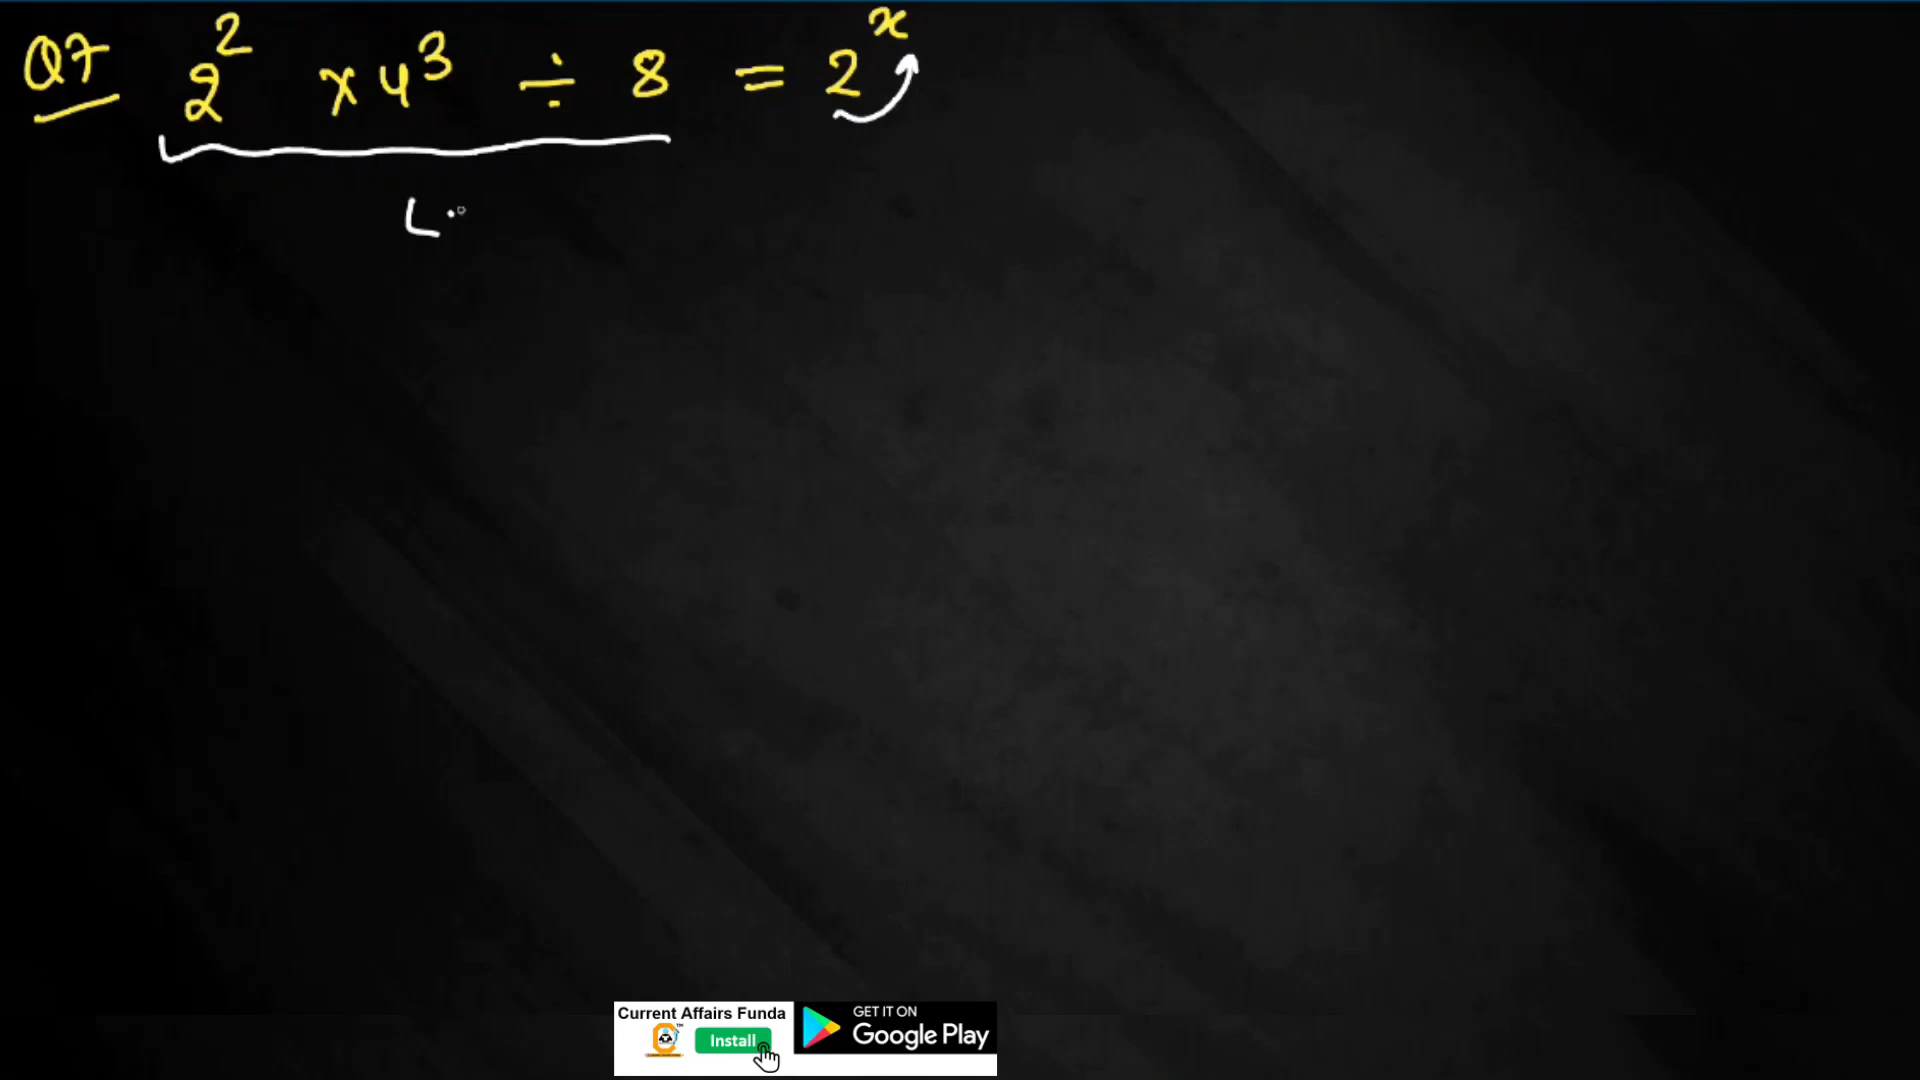 Q7 2² × 4³ ÷ 8 = 2ˣ
L.
Current Affairs Funda
Install
GET IT ON
Google Play